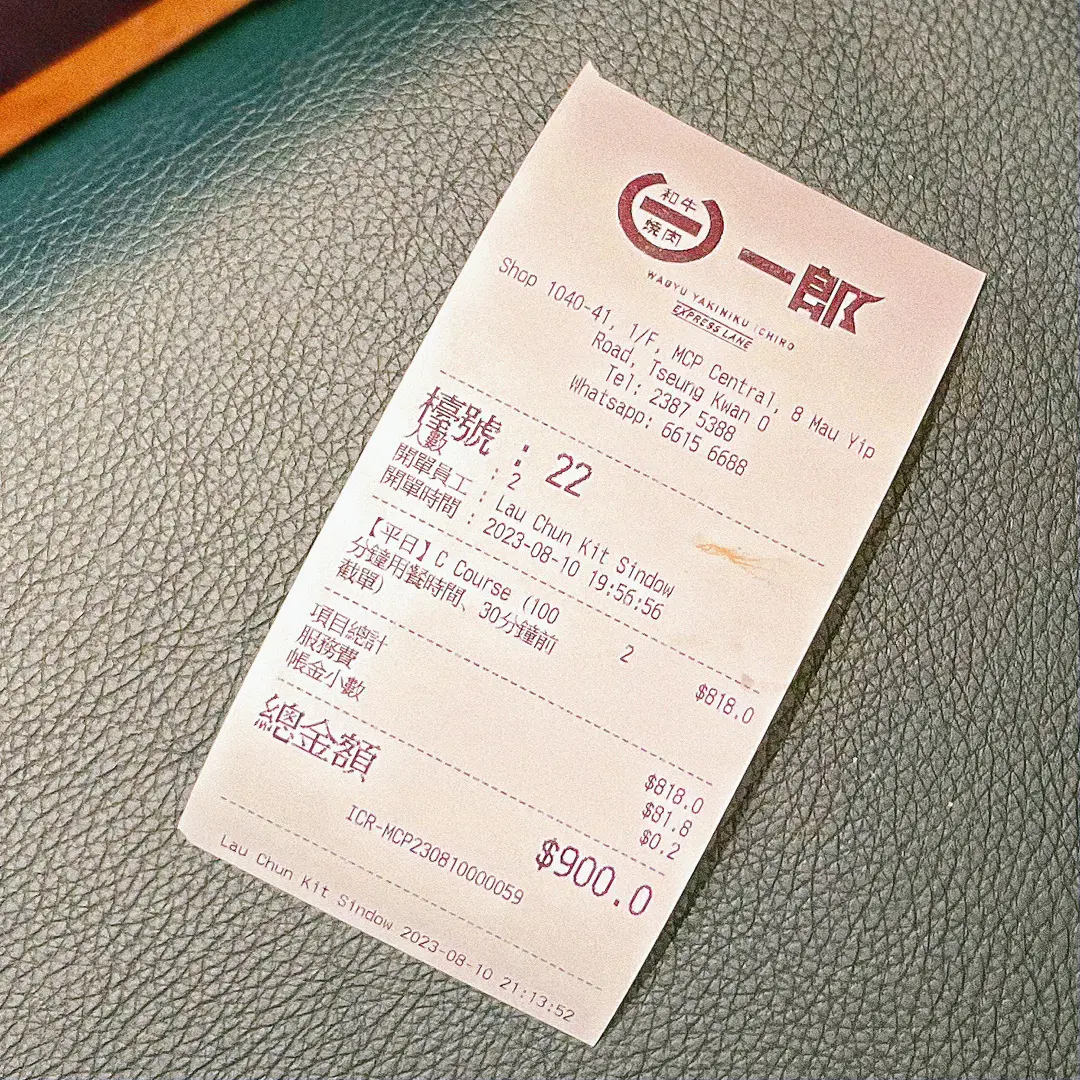 和牛
燒肉
一郎
WAGYU YAKINIKU ICHIRO
EXPRESS LANE
Shop 1040-41, 1/F, MCP Central, 8 Mau Yip
Road, Tseung Kwan O
Tel: 2387 5388
Whatsapp: 6615 6688
檯號 : 22
人數 : 2
開單員工 : Lau Chun Kit Sindow
開單時間 : 2023-08-10 19:56:56
【平日】C Course (100
分鐘用餐時間、30分鐘前
截單) 2 $818.0
項目總計 $818.0
服務費 $81.8
帳金小數 $0.2
總金額 $900.0
ICR-MCP230810000059
Lau Chun Kit Sindow 2023-08-10 21:13:52